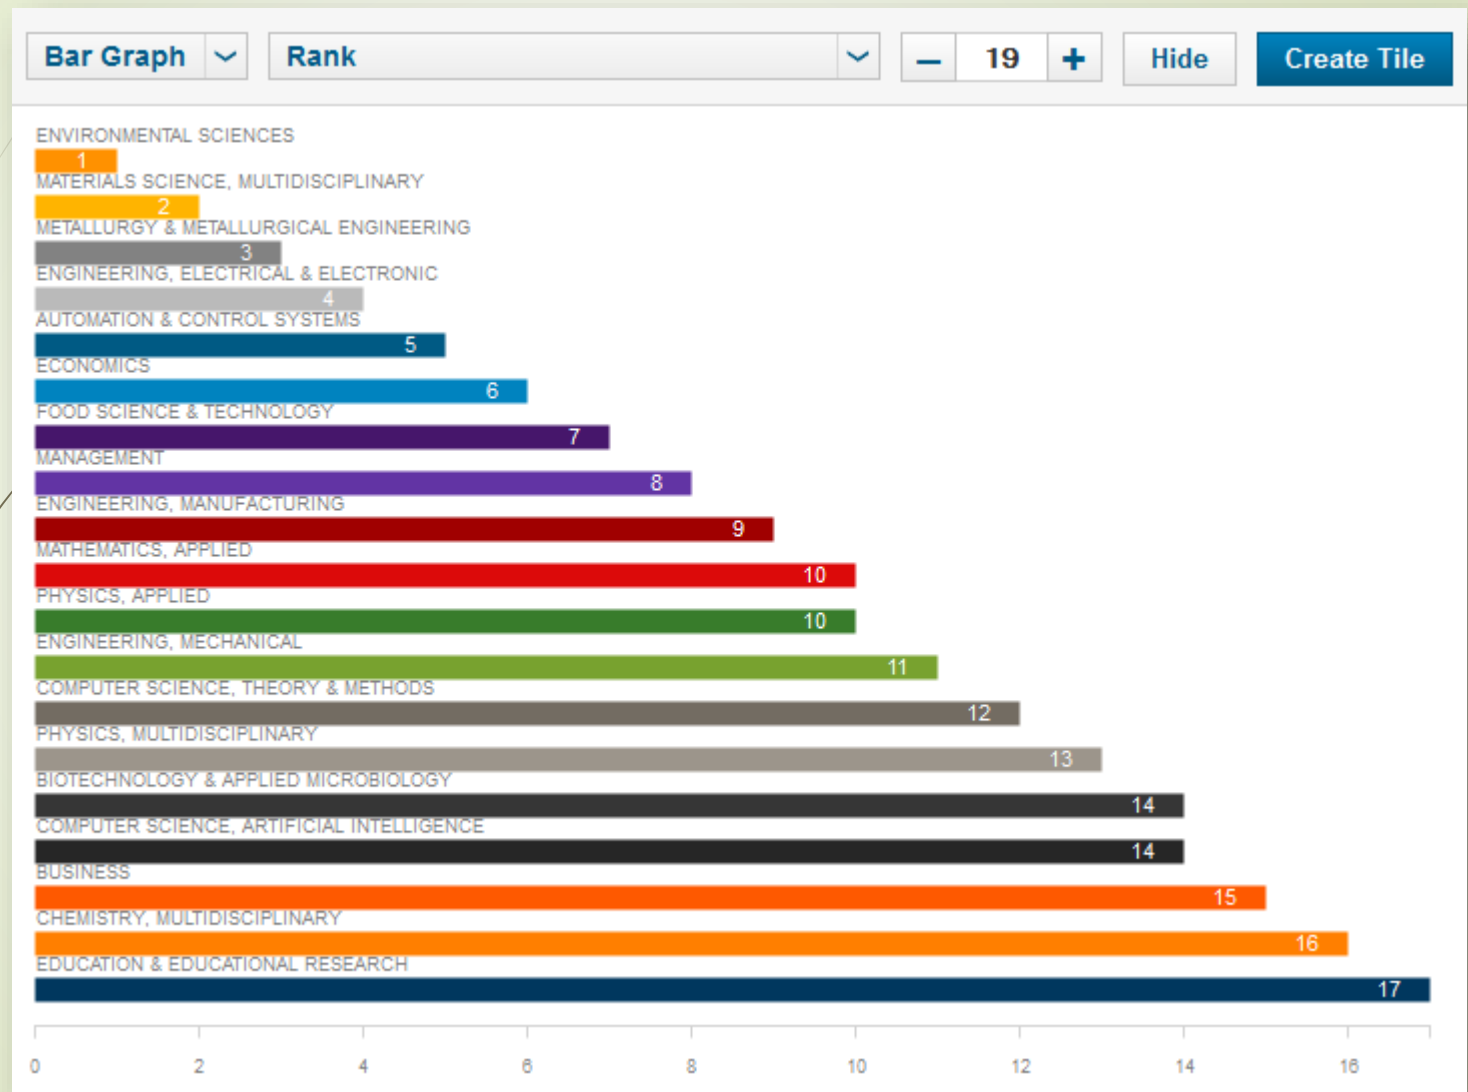 Bar Graph Rank — 19 + Hide Create Tile
ENVIRONMENTAL SCIENCES
1
MATERIALS SCIENCE, MULTIDISCIPLINARY
2
METALLURGY & METALLURGICAL ENGINEERING
3
ENGINEERING, ELECTRICAL & ELECTRONIC
4
AUTOMATION & CONTROL SYSTEMS
5
ECONOMICS
6
FOOD SCIENCE & TECHNOLOGY
7
MANAGEMENT
8
ENGINEERING, MANUFACTURING
9
MATHEMATICS, APPLIED
10
PHYSICS, APPLIED
10
ENGINEERING, MECHANICAL
11
COMPUTER SCIENCE, THEORY & METHODS
12
PHYSICS, MULTIDISCIPLINARY
13
BIOTECHNOLOGY & APPLIED MICROBIOLOGY
14
COMPUTER SCIENCE, ARTIFICIAL INTELLIGENCE
14
BUSINESS
15
CHEMISTRY, MULTIDISCIPLINARY
16
EDUCATION & EDUCATIONAL RESEARCH
17
0 2 4 6 8 10 12 14 16